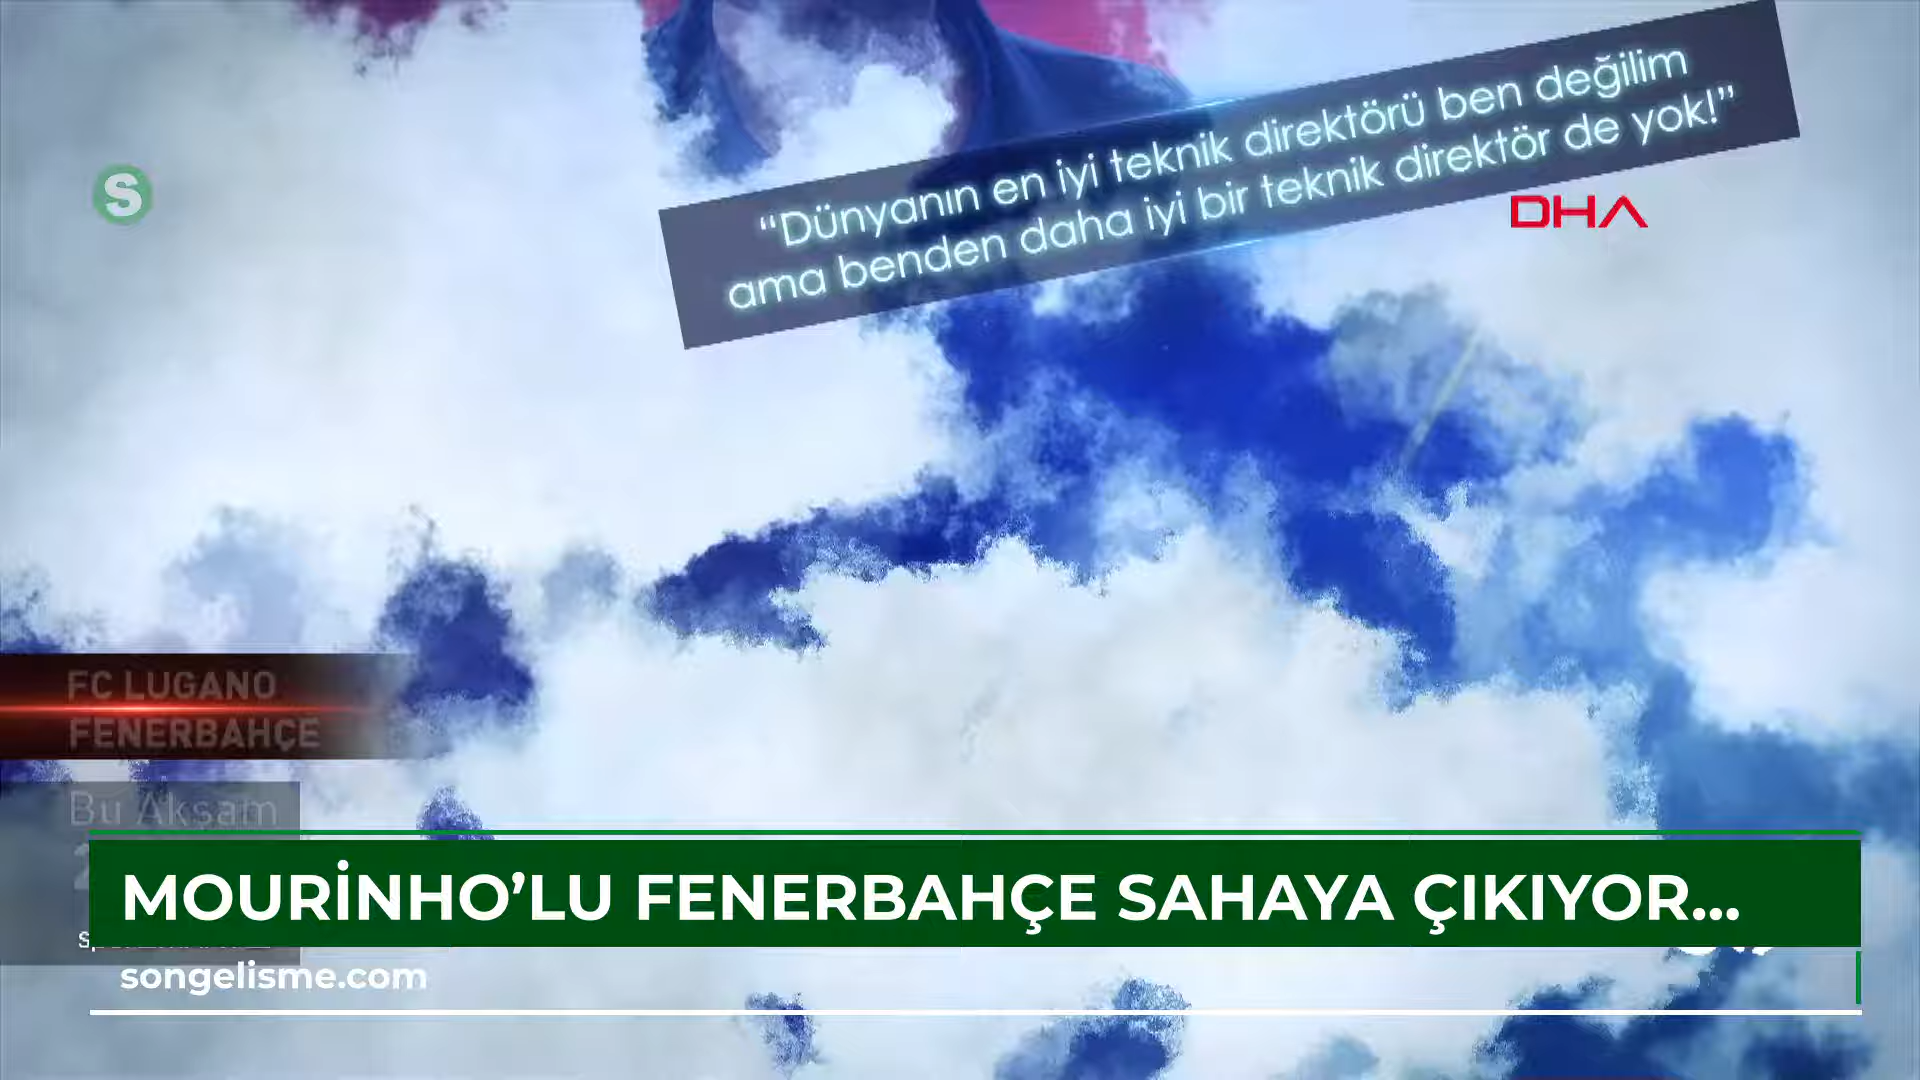 “Dünyanın en iyi teknik direktörü ben değilim
ama benden daha iyi bir teknik direktör de yok!”
S
DHA
FC LUGANO
FENERBAHÇE
Bu Akşam
MOURİNHO’LU FENERBAHÇE SAHAYA ÇIKIYOR...
songelisme.com